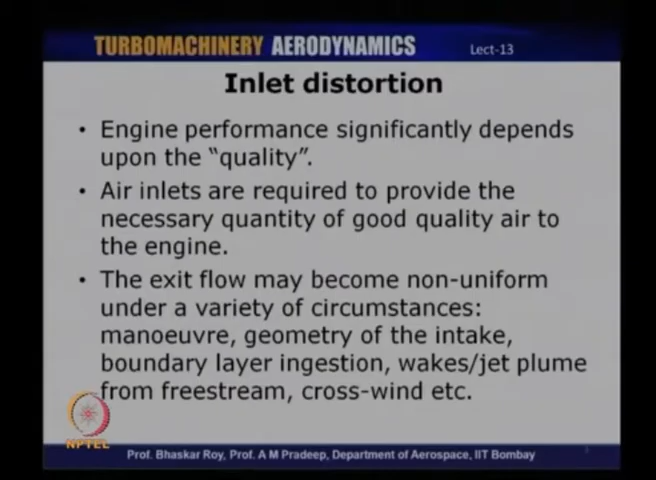 TURBOMACHINERY AERODYNAMICS Lect-13
Inlet distortion
• Engine performance significantly depends
upon the “quality”.
• Air inlets are required to provide the
necessary quantity of good quality air to
the engine.
• The exit flow may become non-uniform
under a variety of circumstances:
manoeuvre, geometry of the intake,
boundary layer ingestion, wakes/jet plume
from freestream, cross-wind etc.
NPTEL
Prof. Bhaskar Roy, Prof. A M Pradeep, Department of Aerospace, IIT Bombay